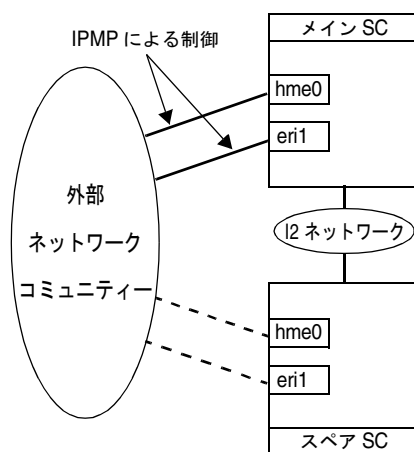 IPMP による制御
メイン SC
hme0
eri1
外部
ネットワーク
コミュニティー
I2 ネットワーク
hme0
eri1
スペア SC